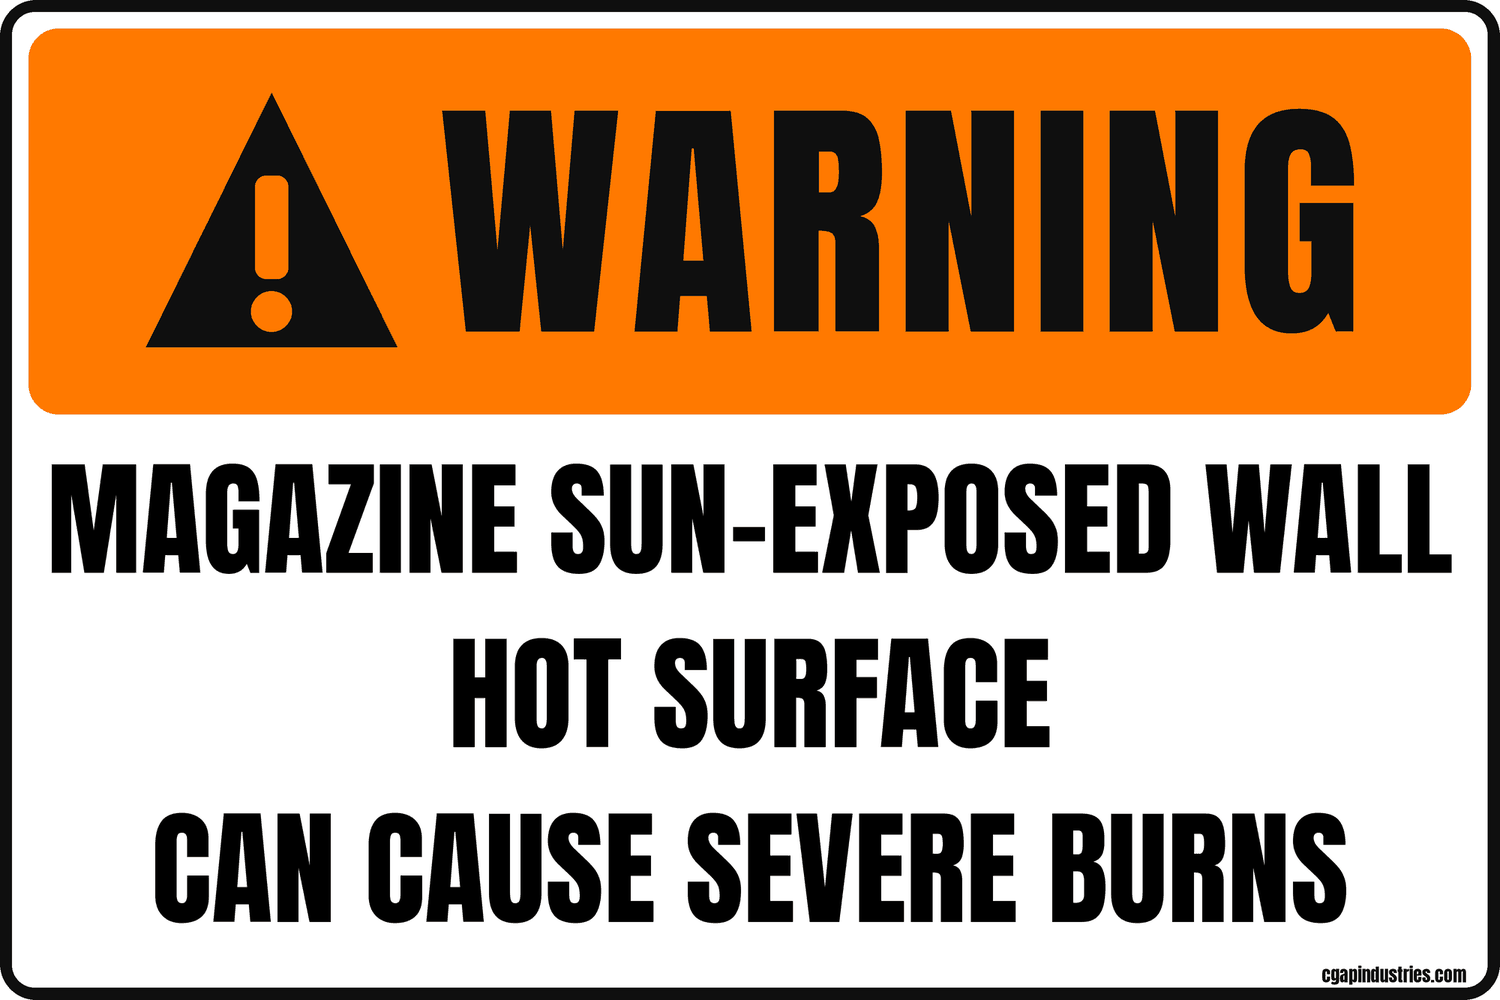 WARNING
MAGAZINE SUN-EXPOSED WALL
HOT SURFACE
CAN CAUSE SEVERE BURNS
cgapindustries.com